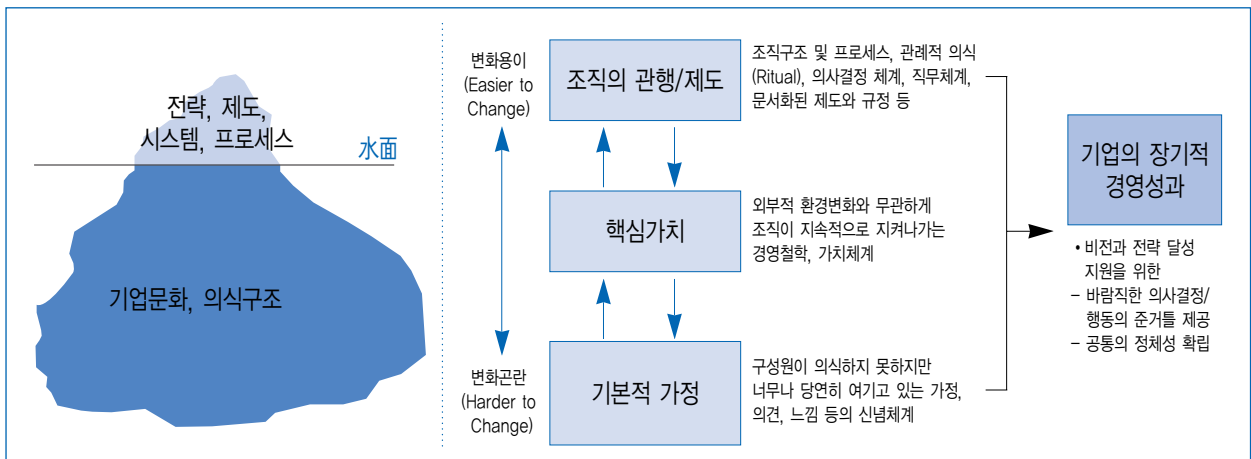 전략, 제도,
시스템, 프로세스
水面
기업문화, 의식구조
변화용이
(Easier to
Change)
변화곤란
(Harder to
Change)
조직의 관행/제도
조직구조 및 프로세스, 관례적 의식
(Ritual), 의사결정 체계, 직무체계,
문서화된 제도와 규정 등
핵심가치
외부적 환경변화와 무관하게
조직이 지속적으로 지켜나가는
경영철학, 가치체계
기본적 가정
구성원이 의식하지 못하지만
너무나 당연히 여기고 있는 가정,
의견, 느낌 등의 신념체계
기업의 장기적
경영성과
• 비전과 전략 달성
지원을 위한
– 바람직한 의사결정/
행동의 준거틀 제공
– 공통의 정체성 확립